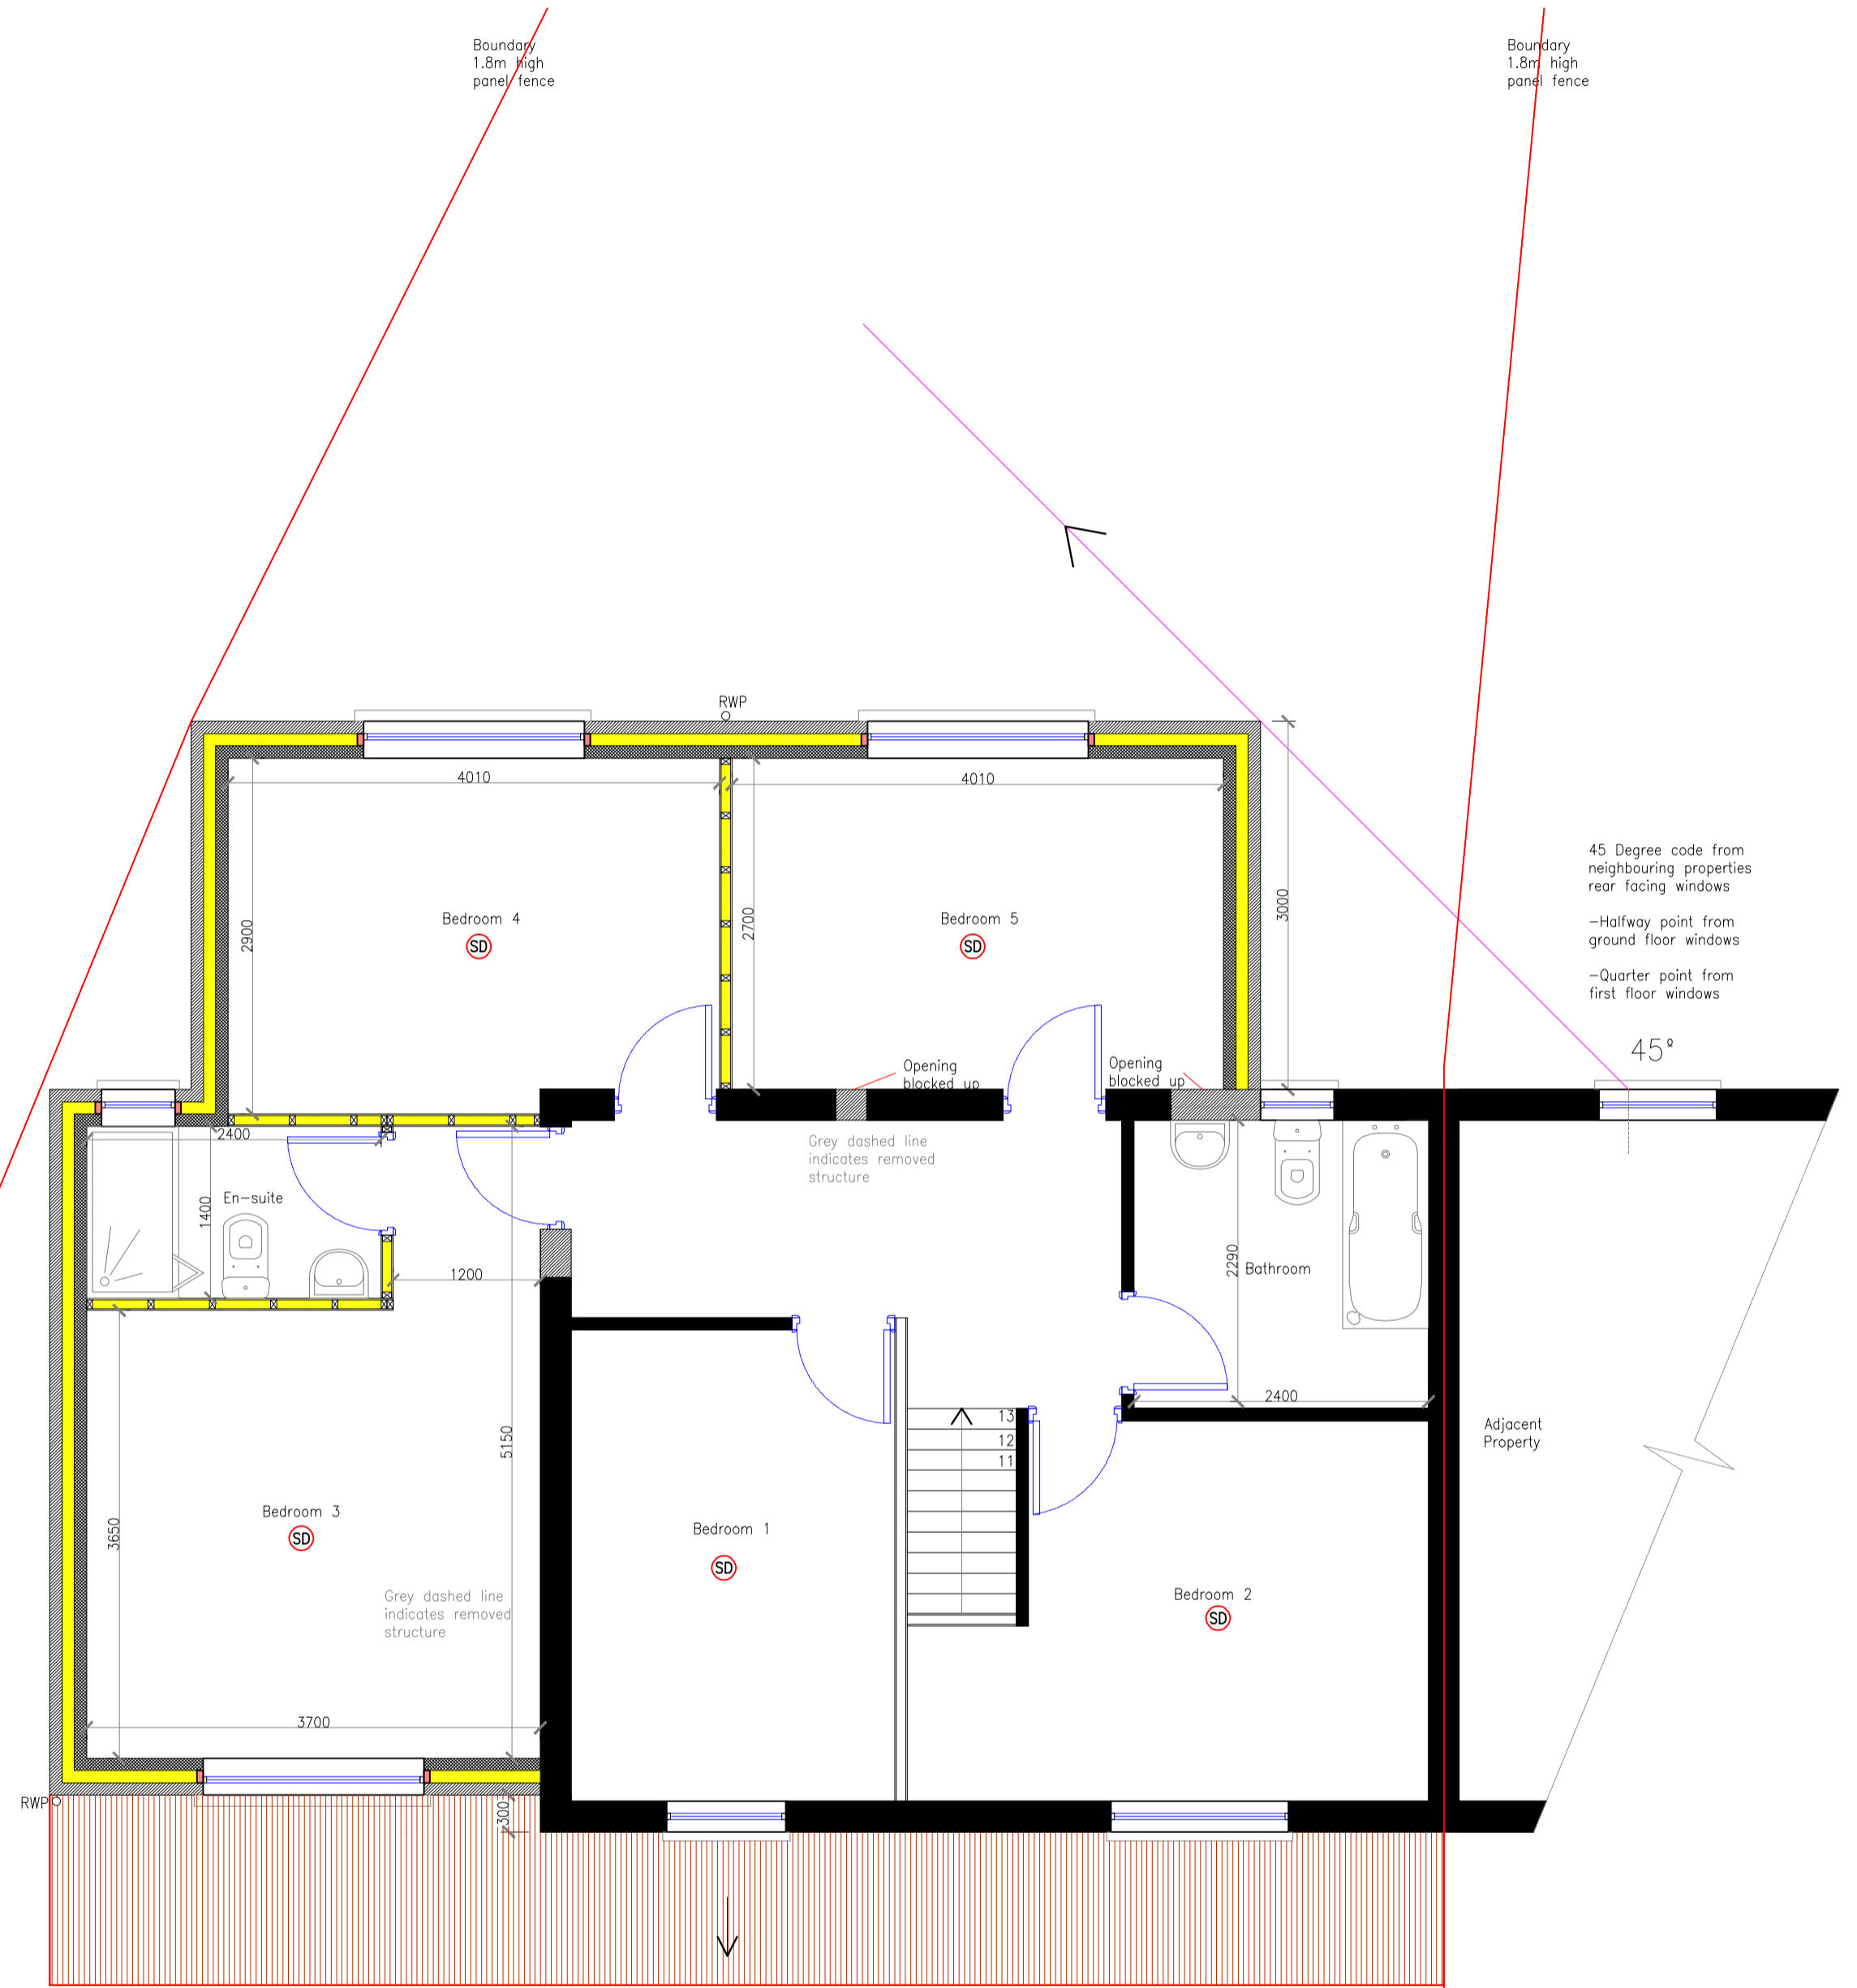 Boundary
1.8m high
panel fence
Boundary
1.8m high
panel fence
RWP
4010
4010
2900
2700
3000
Bedroom 4
SD
Bedroom 5
SD
45 Degree code from
neighbouring properties
rear facing windows
-Halfway point from
ground floor windows
-Quarter point from
first floor windows
45°
Opening
blocked up
Opening
blocked up
2400
Grey dashed line
indicates removed
structure
En-suite
1400
1200
2290
Bathroom
2400
13
12
11
Adjacent
Property
5150
3650
Bedroom 3
SD
Bedroom 1
SD
Bedroom 2
SD
Grey dashed line
indicates removed
structure
3700
RWP
300